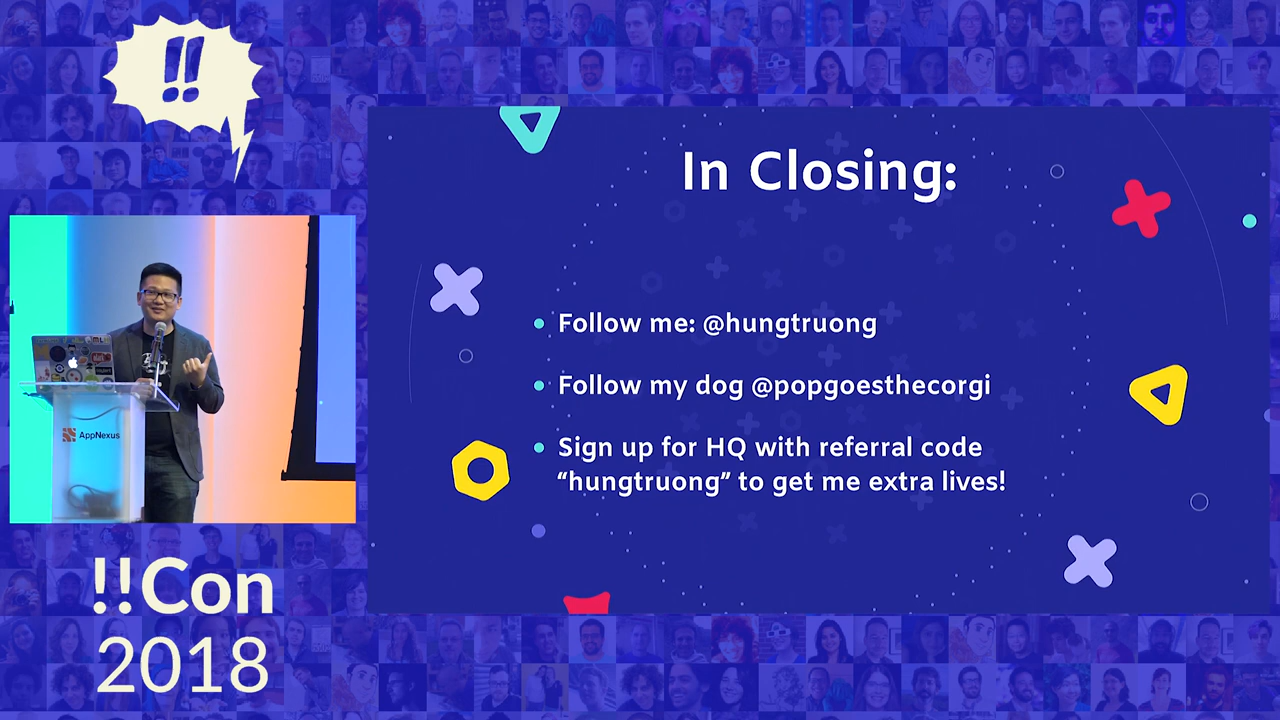 !!
In Closing:
• Follow me: @hungtruong
• Follow my dog @popgoesthecorgi
• Sign up for HQ with referral code
“hungtruong” to get me extra lives!
AppNexus
!!Con
2018